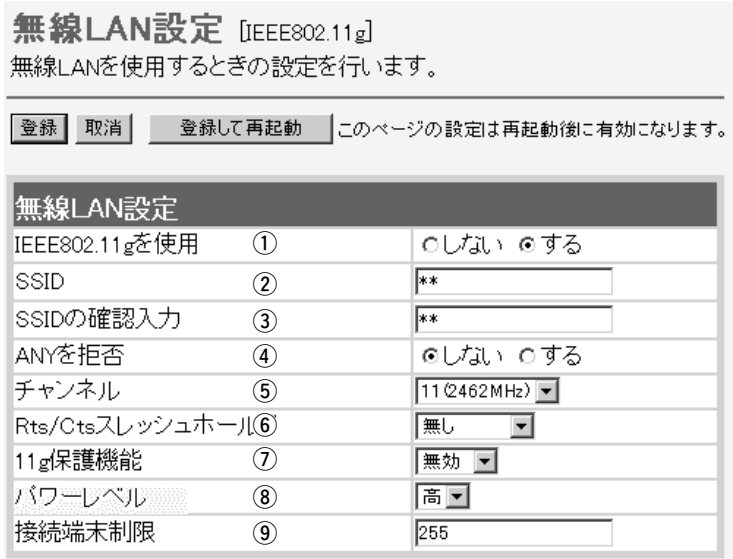 無線LAN設定 [IEEE802.11g]
無線LANを使用するときの設定を行います。
登録 取消 登録して再起動 このページの設定は再起動後に有効になります。
無線LAN設定
IEEE802.11gを使用 ① しない する
SSID ② **
SSIDの確認入力 ③ **
ANYを拒否 ④ しない する
チャンネル ⑤ 11(2462MHz)
Rts/Ctsスレッショホール ⑥ 無し
11g保護機能 ⑦ 無効
パワーレベル ⑧ 高
接続端末制限 ⑨ 255